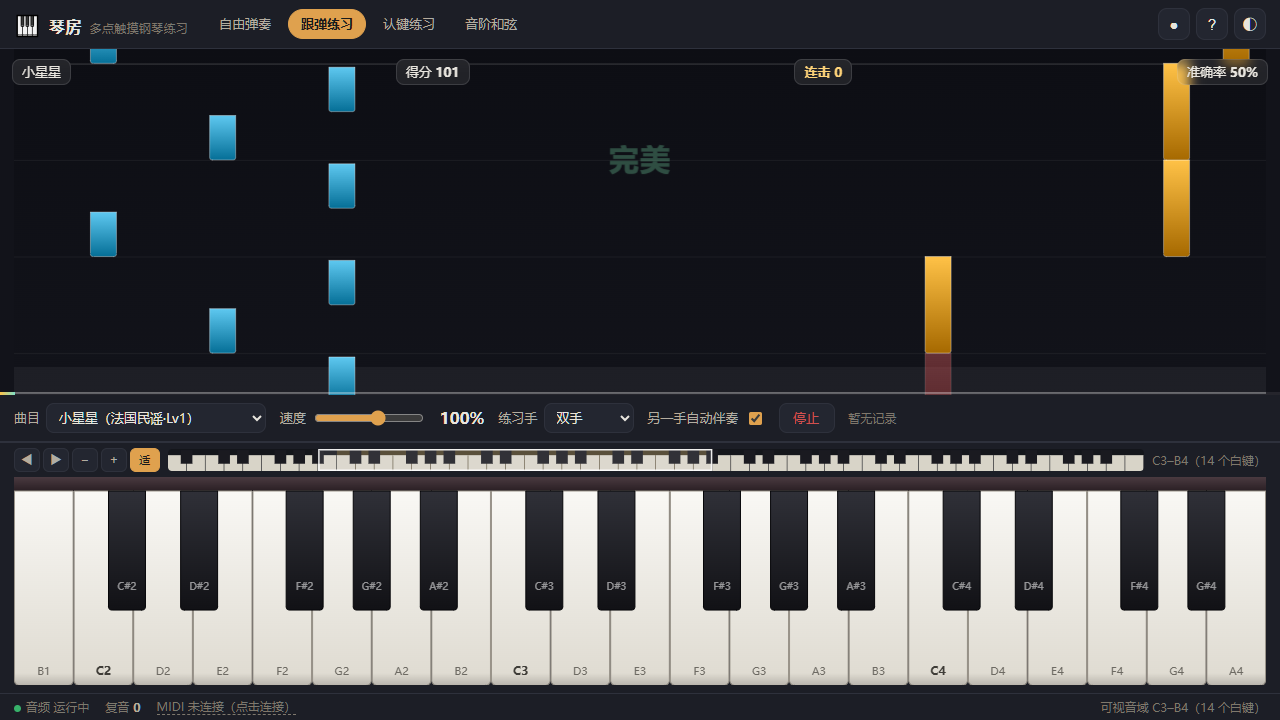 琴房 多点触摸钢琴练习 自由弹奏 跟弹练习 认键练习 音阶和弦 ● ?
小星星 得分 101 连击 0 准确率 50%
完美
曲目 小星星（法国民谣·Lv1） 速度 100% 练习手 双手 另一手自动伴奏 停止 暂无记录
◀ ▶ − + 适 C3–B4（14 个白键）
C#2 D#2 F#2 G#2 A#2 C#3 D#3 F#3 G#3 A#3 C#4 D#4 F#4 G#4
B1 C2 D2 E2 F2 G2 A2 B2 C3 D3 E3 F3 G3 A3 B3 C4 D4 E4 F4 G4 A4
音频 运行中 复音 0 MIDI 未连接（点击连接） 可视音域 C3–B4（14 个白键）